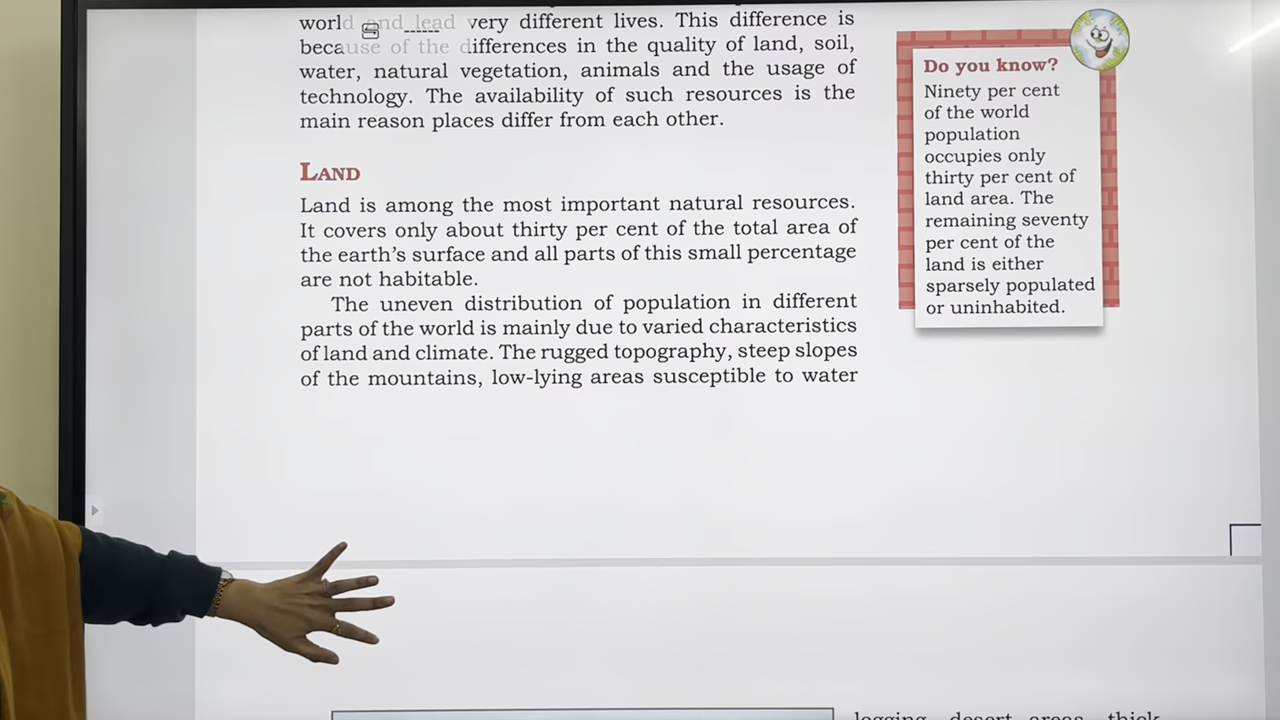 world and lead very different lives. This difference is
because of the differences in the quality of land, soil,
water, natural vegetation, animals and the usage of
technology. The availability of such resources is the
main reason places differ from each other.
LAND
Land is among the most important natural resources.
It covers only about thirty per cent of the total area of
the earth's surface and all parts of this small percentage
are not habitable.
The uneven distribution of population in different
parts of the world is mainly due to varied characteristics
of land and climate. The rugged topography, steep slopes
of the mountains, low-lying areas susceptible to water
Do you know?
Ninety per cent
of the world
population
occupies only
thirty per cent of
land area. The
remaining seventy
per cent of the
land is either
sparsely populated
or uninhabited.
logging, desert areas, thick